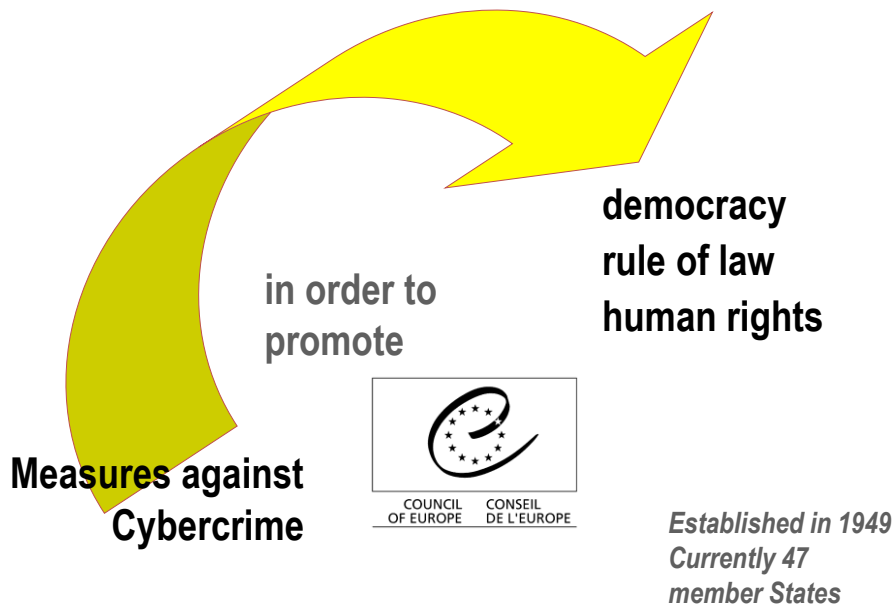 democracy
rule of law
human rights
in order to
promote
Measures against
Cybercrime
COUNCIL CONSEIL
OF EUROPE DE L'EUROPE
Established in 1949
Currently 47
member States